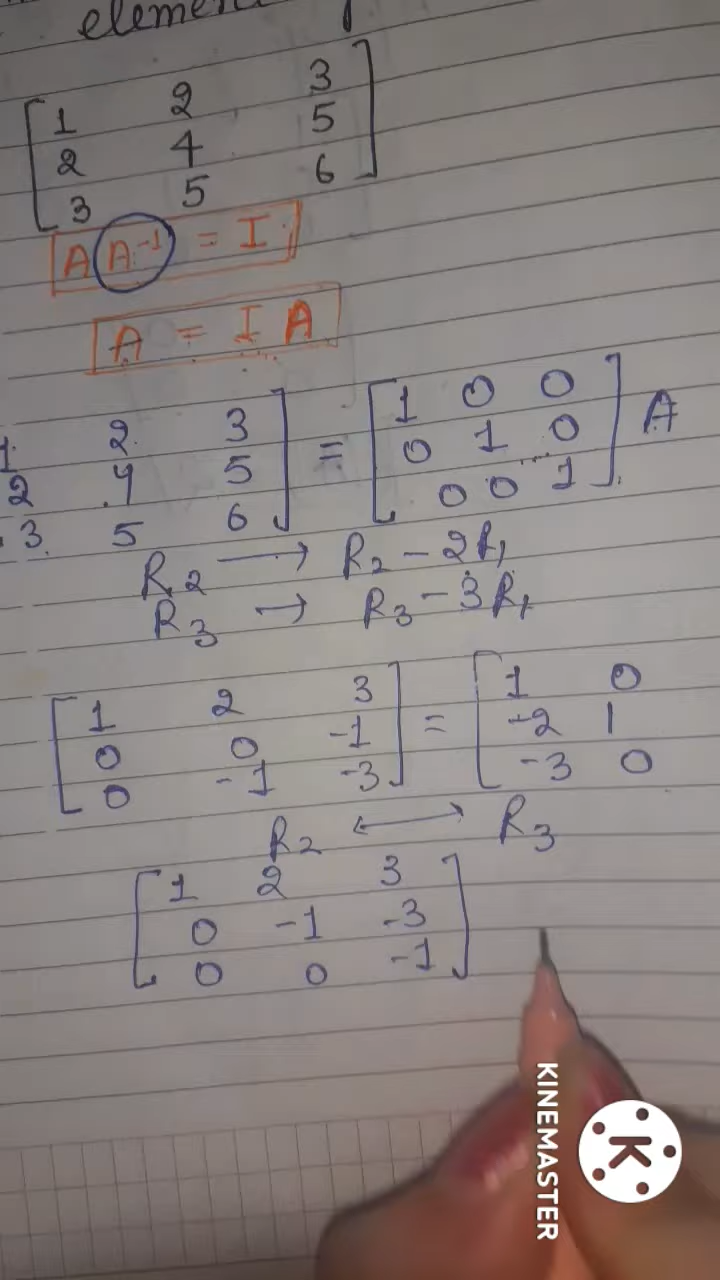 1 2 3
2 4 5
3 5 6
A A⁻¹ = I
A = I A
1 2 3 = 1 0 0 A
2 4 5 0 1 0
3 5 6 0 0 1
R₂ → R₂ - 2R₁
R₃ → R₃ - 3R₁
1 2 3 = 1 0
0 0 -1 -2 1
0 -1 -3 -3 0
R₂ ↔ R₃
1 2 3
0 -1 -3
0 0 -1
KINEMASTER
K